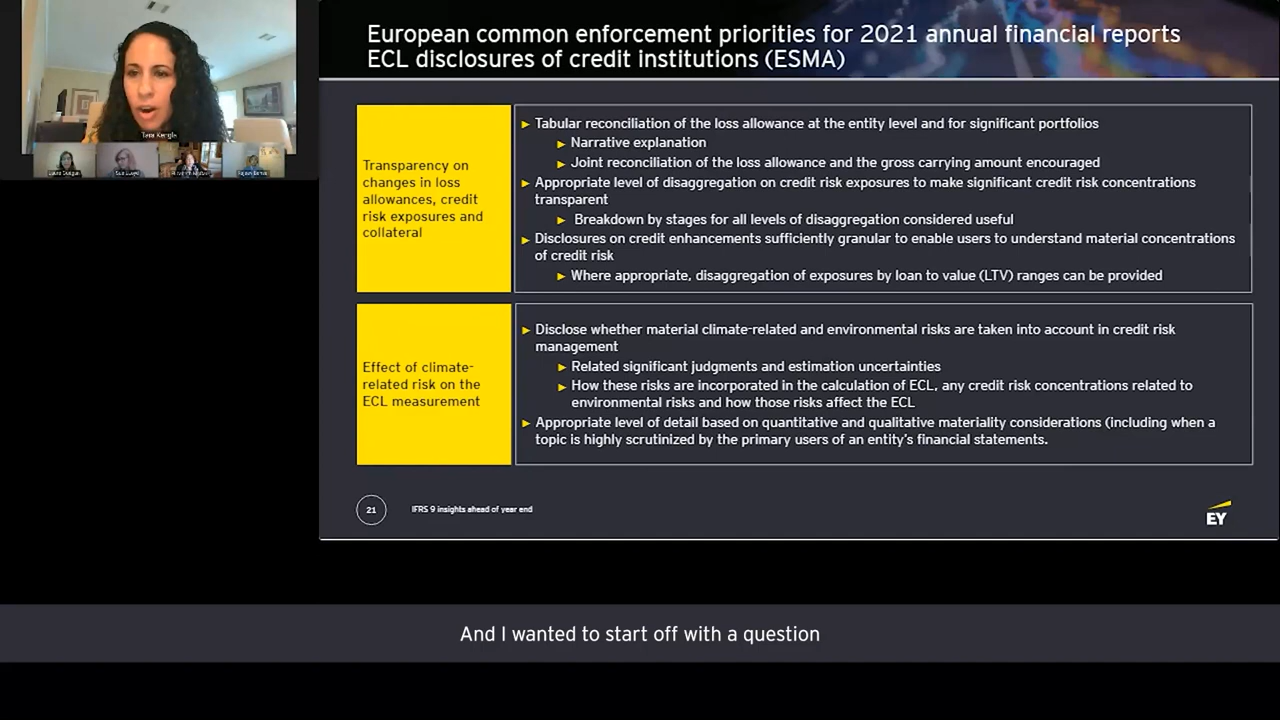 European common enforcement priorities for 2021 annual financial reports
ECL disclosures of credit institutions (ESMA)
Tara Kengla
Sue Lloyd
Transparency on
changes in loss
allowances, credit
risk exposures and
collateral
► Tabular reconciliation of the loss allowance at the entity level and for significant portfolios
► Narrative explanation
► Joint reconciliation of the loss allowance and the gross carrying amount encouraged
► Appropriate level of disaggregation on credit risk exposures to make significant credit risk concentrations
transparent
► Breakdown by stages for all levels of disaggregation considered useful
► Disclosures on credit enhancements sufficiently granular to enable users to understand material concentrations
of credit risk
► Where appropriate, disaggregation of exposures by loan to value (LTV) ranges can be provided
Effect of climate-
related risk on the
ECL measurement
► Disclose whether material climate-related and environmental risks are taken into account in credit risk
management
► Related significant judgments and estimation uncertainties
► How these risks are incorporated in the calculation of ECL, any credit risk concentrations related to
environmental risks and how those risks affect the ECL
► Appropriate level of detail based on quantitative and qualitative materiality considerations (including when a
topic is highly scrutinized by the primary users of an entity's financial statements.
21
IFRS 9 insights ahead of year end
EY
And I wanted to start off with a question